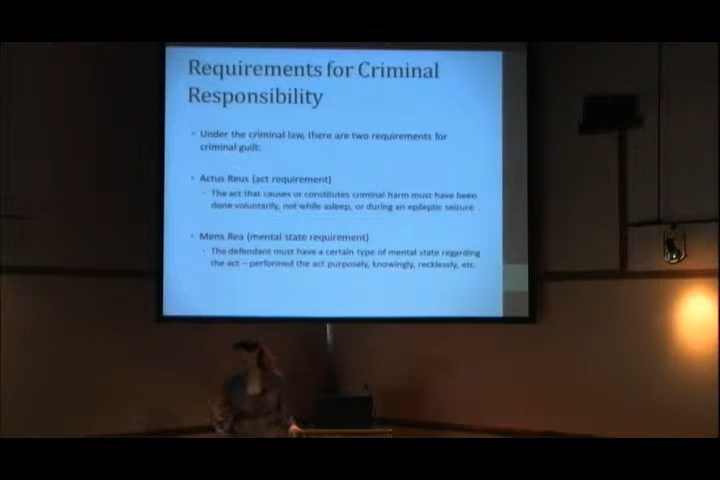 Requirements for Criminal
Responsibility
Under the criminal law, there are two requirements for
criminal guilt:
Actus Reus (act requirement)
The act that causes or constitutes criminal harm must have been
done voluntarily, not while asleep, or during an epileptic seizure
Mens Rea (mental state requirement)
The defendant must have a certain type of mental state regarding
the act – performed the act purposely, knowingly, recklessly, etc.